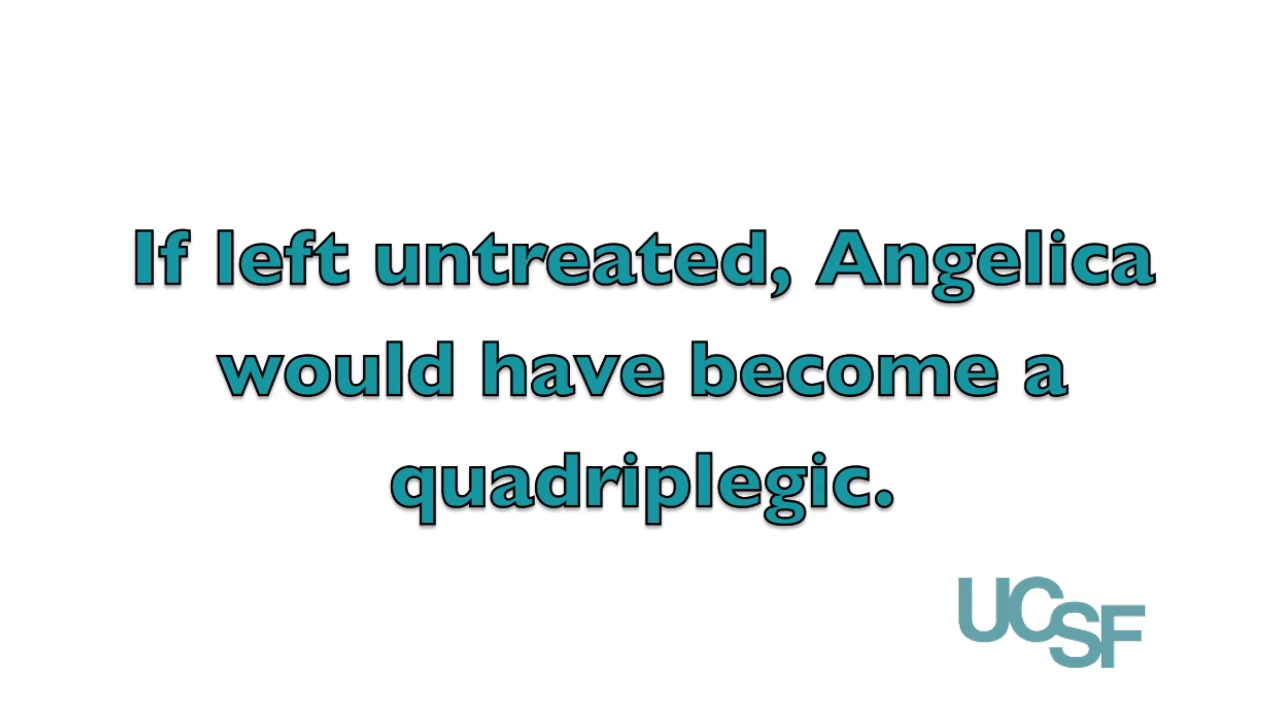 If left untreated, Angelica
would have become a
quadriplegic.
UCSF